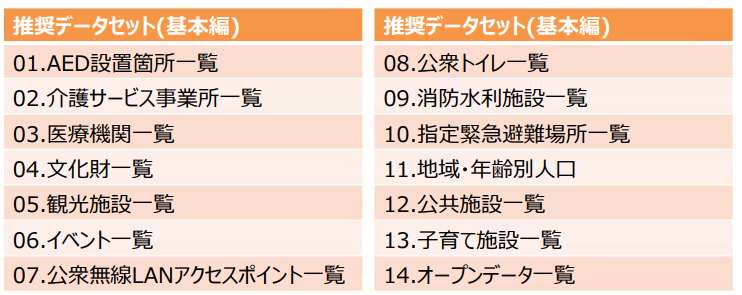 推奨データセット(基本編)
01.AED設置箇所一覧
02.介護サービス事業所一覧
03.医療機関一覧
04.文化財一覧
05.観光施設一覧
06.イベント一覧
07.公衆無線LANアクセスポイント一覧
推奨データセット(基本編)
08.公衆トイレ一覧
09.消防水利施設一覧
10.指定緊急避難場所一覧
11.地域・年齢別人口
12.公共施設一覧
13.子育て施設一覧
14.オープンデータ一覧